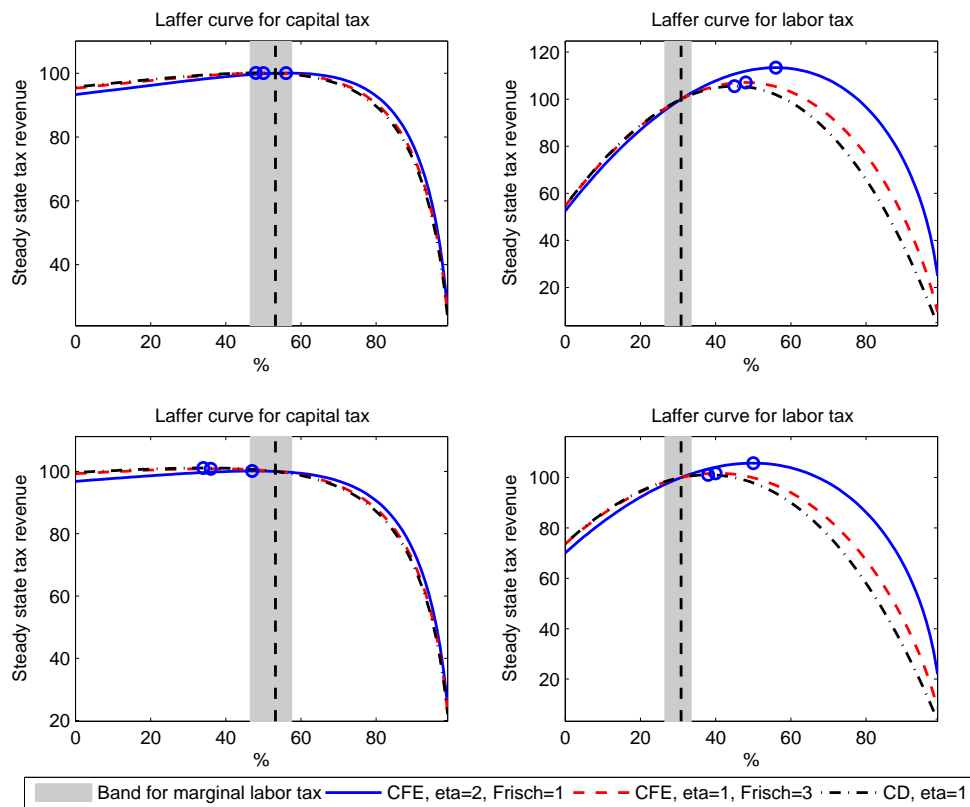 Laffer curve for capital tax
Steady state tax revenue
100
80
60
40
0 20 40 60 80
%
Laffer curve for labor tax
Steady state tax revenue
120
100
80
60
40
20
0 20 40 60 80
%
Laffer curve for capital tax
Steady state tax revenue
100
80
60
40
20
0 20 40 60 80
%
Laffer curve for labor tax
Steady state tax revenue
100
80
60
40
20
0 20 40 60 80
%
Band for marginal labor tax CFE, eta=2, Frisch=1 CFE, eta=1, Frisch=3 CD, eta=1